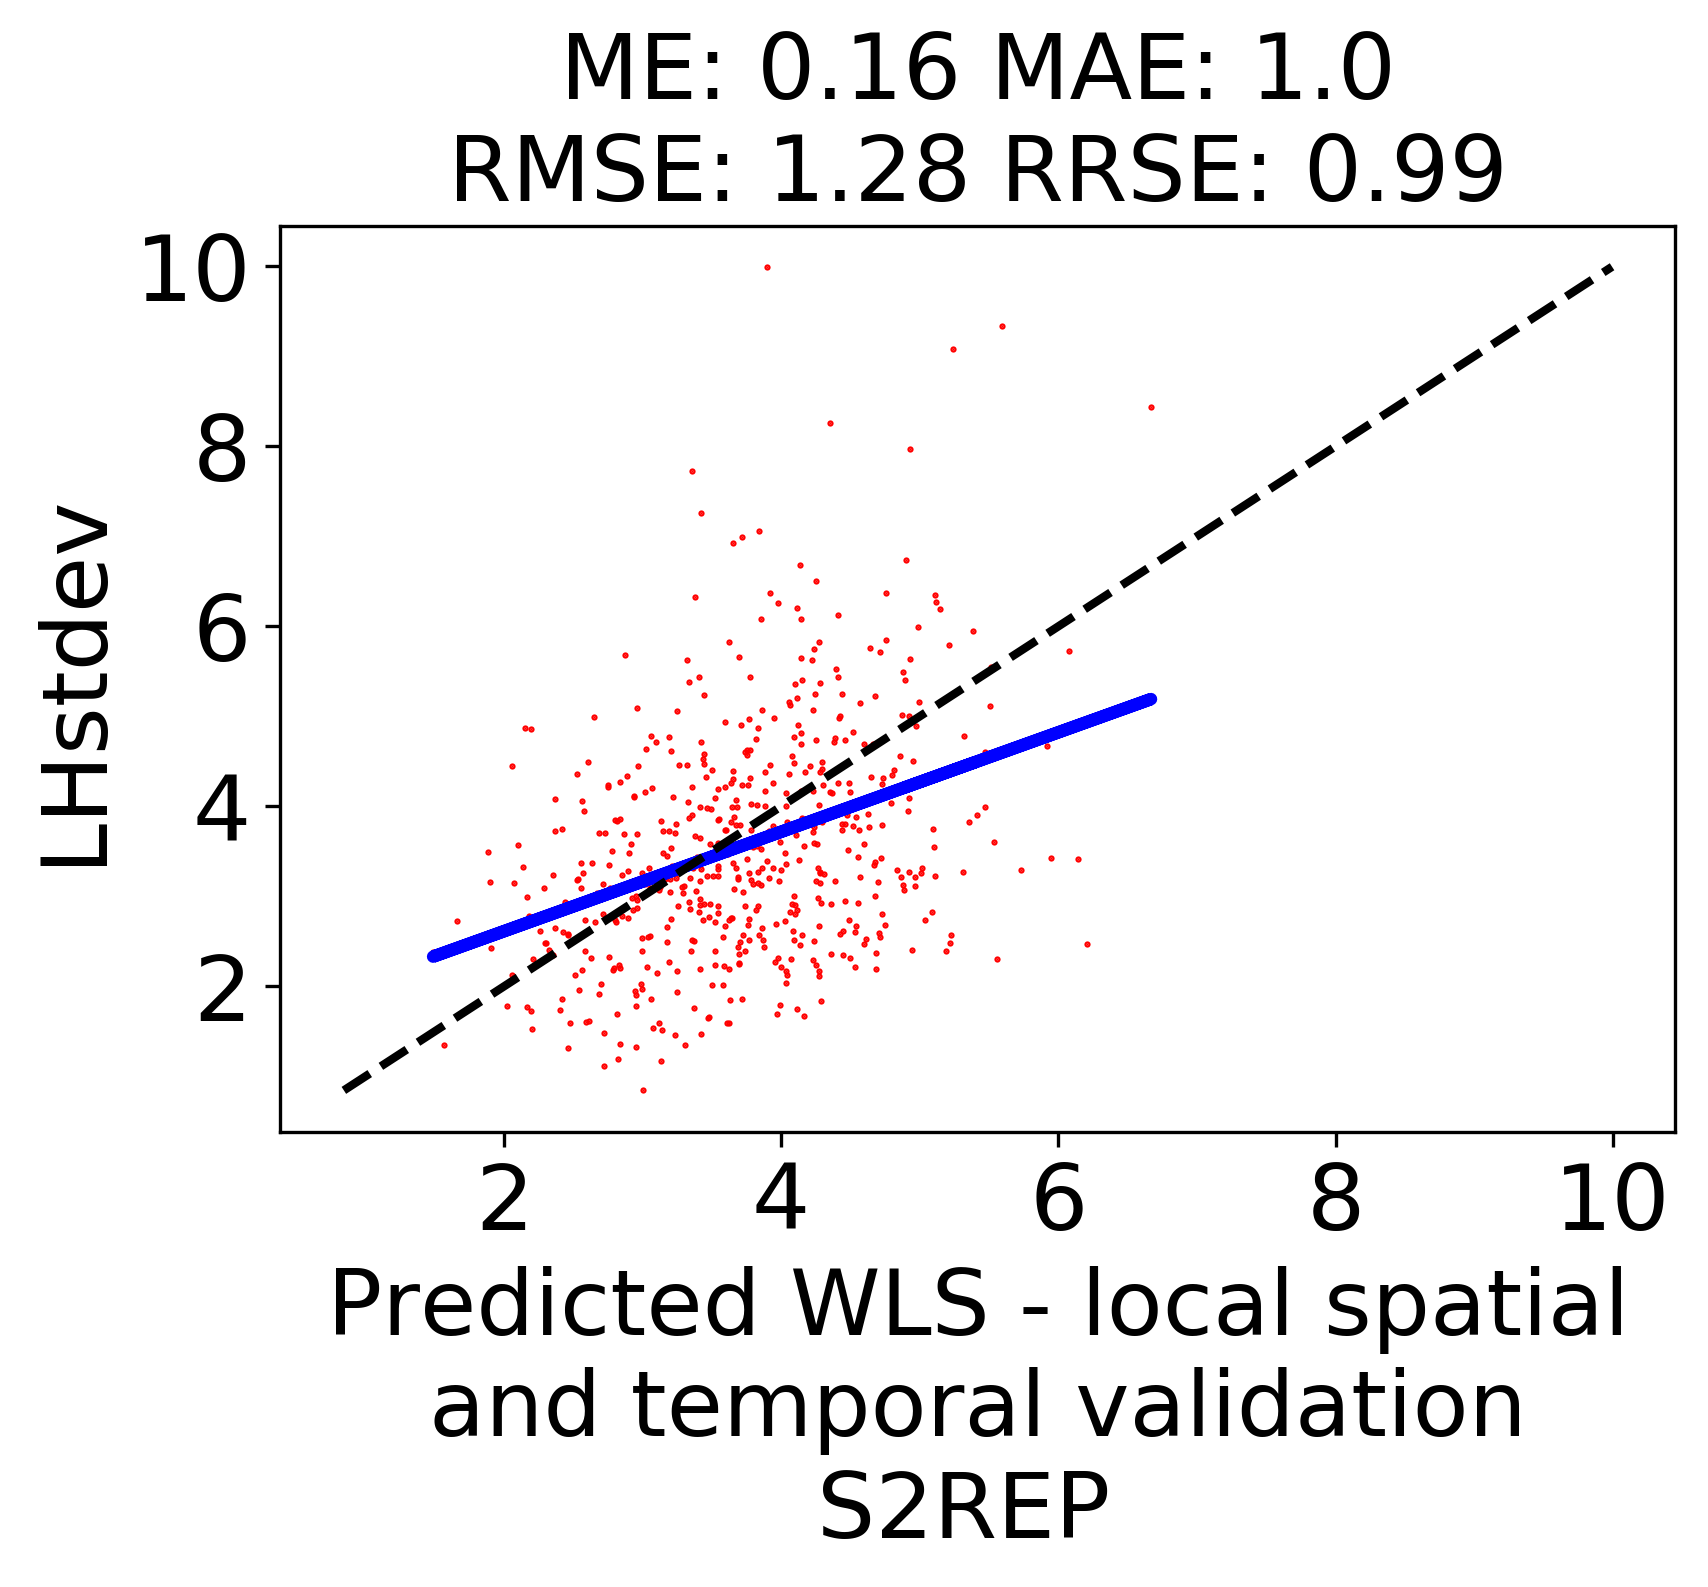 ME: 0.16 MAE: 1.0
RMSE: 1.28 RRSE: 0.99
10
8
6
4
2
LHstdev
2 4 6 8 10
Predicted WLS - local spatial
and temporal validation
S2REP